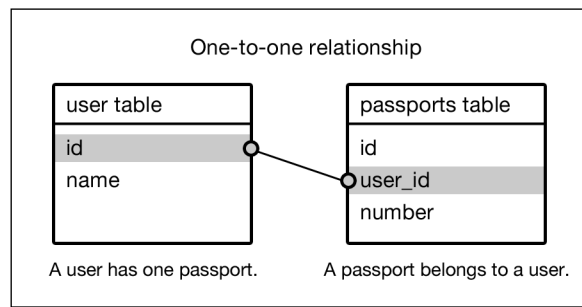 One-to-one relationship
user table
id
name
A user has one passport.
passports table
id
user_id
number
A passport belongs to a user.